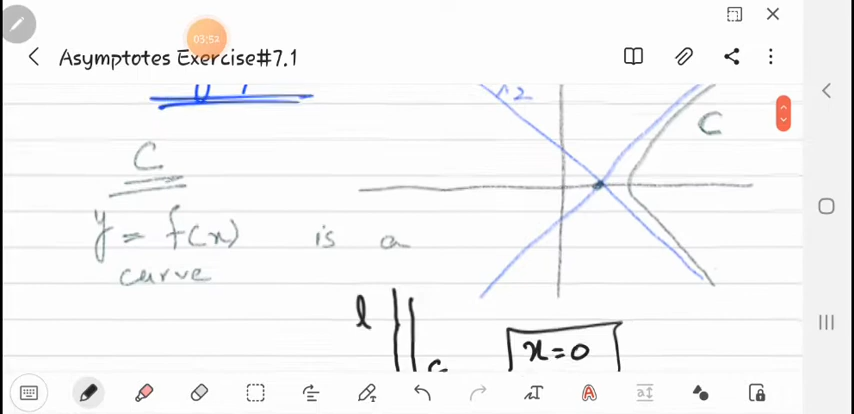 03:52
Asymptotes Exercise#7.1
C
C
y = f(x) is a
curve
l
x=0
T
A
a